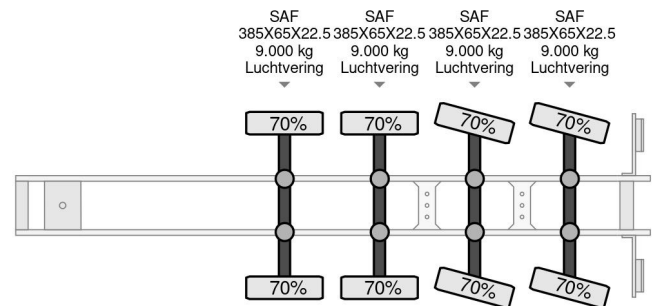 SAF SAF SAF SAF
385X65X22.5 385X65X22.5 385X65X22.5 385X65X22.5
9.000 kg 9.000 kg 9.000 kg 9.000 kg
Luchtvering Luchtvering Luchtvering Luchtvering
70% 70% 70% 70%
70% 70% 70% 70%